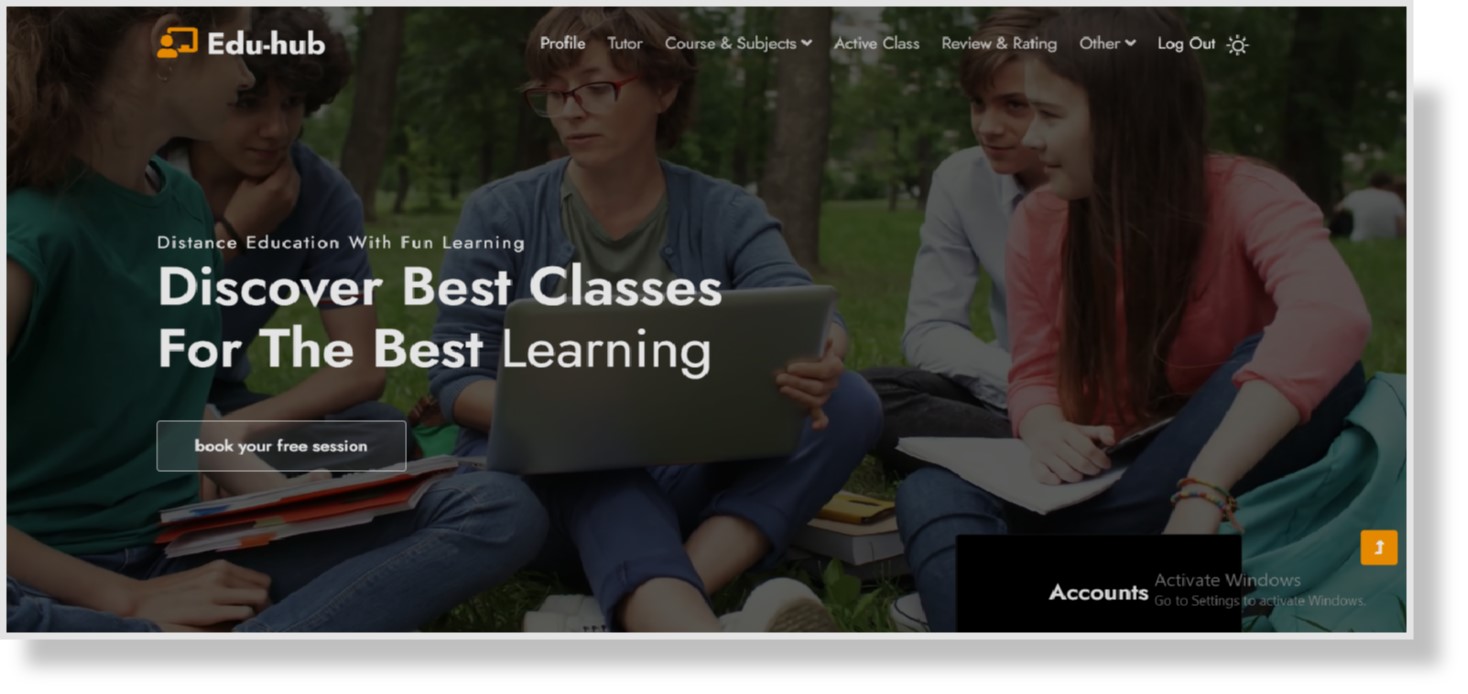 Edu-hub
Profile Tutor Course & Subjects Active Class Review & Rating Other Log Out
Distance Education With Fun Learning
Discover Best Classes
For The Best Learning
book your free session
Accounts
Activate Windows
Go to Settings to activate Windows.